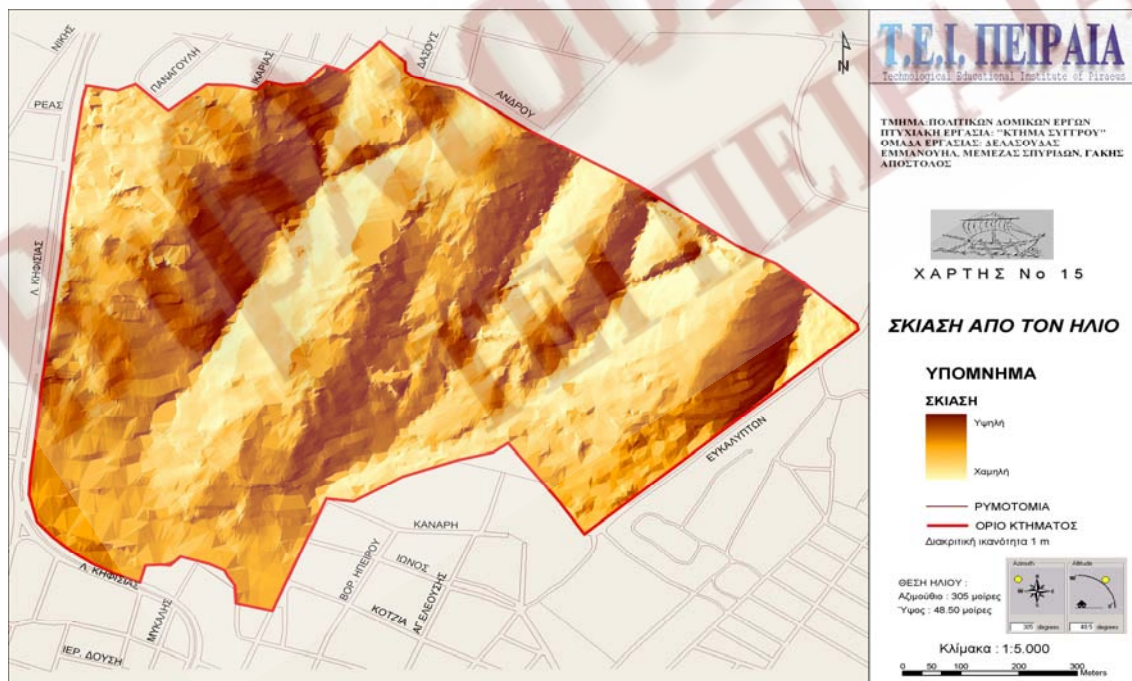 ΝΙΚΗΣ
ΡΕΑΣ
ΠΑΝΑΓΟΥΛΗ
ΙΚΑΡΙΑΣ
ΔΑΣΟΥΣ
ΑΝΔΡΟΥ
Λ. ΚΗΦΙΣΙΑΣ
ΕΥΚΑΛΥΠΤΩΝ
Λ. ΚΗΦΙΣΙΑΣ
ΜΥΚΑΛΗΣ
ΙΕΡ. ΔΟΥΣΗ
ΒΟΡ. ΗΠΕΙΡΟΥ
ΚΑΝΑΡΗ
ΙΩΝΟΣ
ΚΟΤΖΙΑ
ΑΓ.ΕΛΕΟΥΣΗΣ
ΤΕΙ ΠΕΙΡΑΙΑ
Τ.Ε.Ι. ΠΕΙΡΑΙΑ
Technological Educational Institute of Piraeus
ΤΜΗΜΑ:ΠΟΛΙΤΙΚΩΝ ΔΟΜΙΚΩΝ ΕΡΓΩΝ
ΠΤΥΧΙΑΚΗ ΕΡΓΑΣΙΑ: "ΚΤΗΜΑ ΣΥΓΓΡΟΥ"
ΟΜΑΔΑ ΕΡΓΑΣΙΑΣ: ΔΕΛΑΣΟΥΔΑΣ
ΕΜΜΑΝΟΥΗΛ, ΜΕΜΕΖΑΣ ΣΠΥΡΙΔΩΝ, ΓΑΚΗΣ
ΑΠΟΣΤΟΛΟΣ
ΧΑΡΤΗΣ Νο 15
ΣΚΙΑΣΗ ΑΠΟ ΤΟΝ ΗΛΙΟ
ΥΠΟΜΝΗΜΑ
ΣΚΙΑΣΗ
Υψηλή
Χαμηλή
ΡΥΜΟΤΟΜΙΑ
ΟΡΙΟ ΚΤΗΜΑΤΟΣ
Διακριτική ικανότητα 1 m
ΘΕΣΗ ΗΛΙΟΥ :
Αζιμούθιο : 305 μοίρες
Ύψος : 48.50 μοίρες
Azimuth
Altitude
305 degrees
48.5 degrees
Κλίμακα : 1:5.000
0 50 100 200 300
Meters